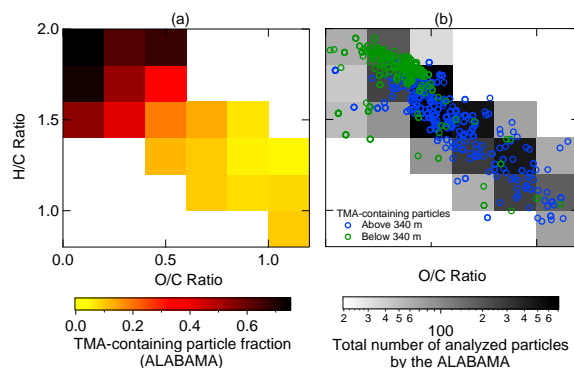 (a)
(b)
2.0
1.5
1.0
H/C Ratio
0.0
0.5
1.0
O/C Ratio
TMA-containing particles
Above 340 m
Below 340 m
O/C Ratio
0.0
0.2
0.4
0.6
TMA-containing particle fraction
(ALABAMA)
2 3 4 5 6
100
2 3 4 5 6
Total number of analyzed particles
by the ALABAMA